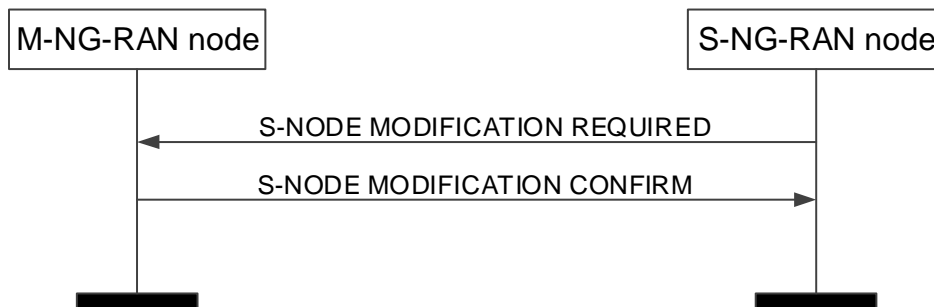 M-NG-RAN node
S-NG-RAN node
S-NODE MODIFICATION REQUIRED
S-NODE MODIFICATION CONFIRM